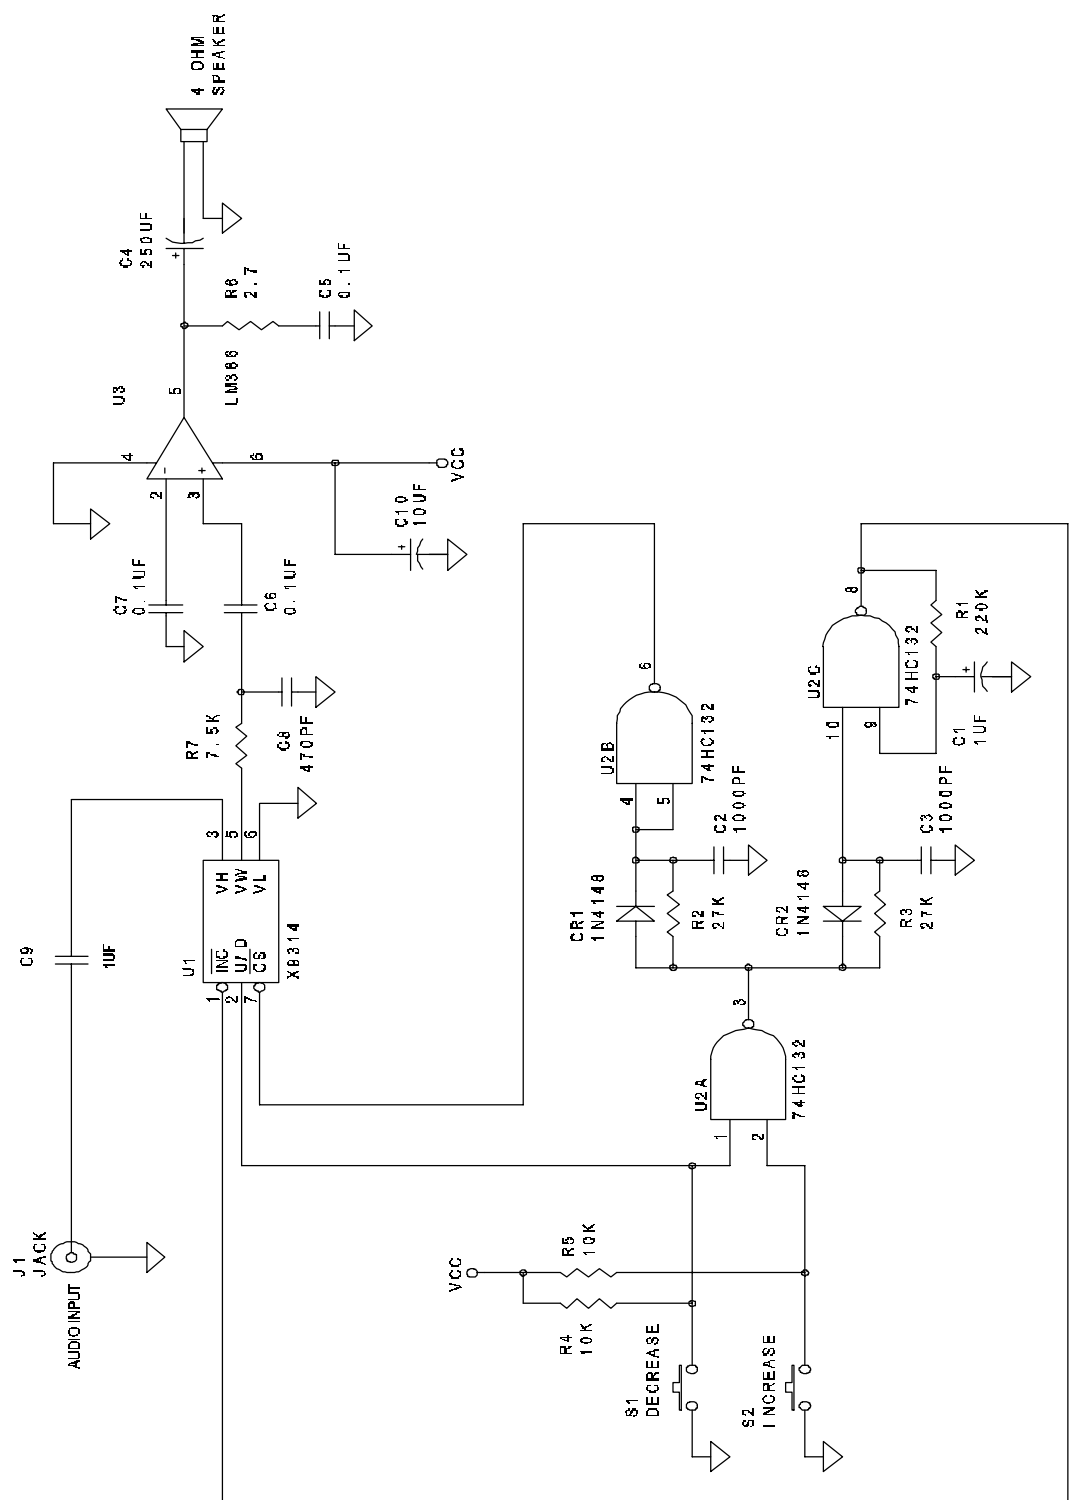 4 OHM
SPEAKER
C4
250UF
R6
2.7
C5
0.1UF
+
U3
5
LM386
4
6
-
+
2
3
VCC
C10
10UF
+
C7
0.1UF
C6
0.1UF
R7
7.5K
C8
470PF
3
5
6
VH
VW
VL
INC
U/D
CS
U1
X9314
1
2
7
C9
1UF
J1
JACK
AUDIO INPUT
6
U2B
74HC132
4
5
C2
1000PF
CR1
1N4148
R2
27K
8
R1
220K
U2C
74HC132
10
9
+
C1
1UF
C3
1000PF
CR2
1N4148
R3
27K
3
U2A
74HC132
1
2
VCC
R5
10K
R4
10K
S1
DECREASE
S2
INCREASE